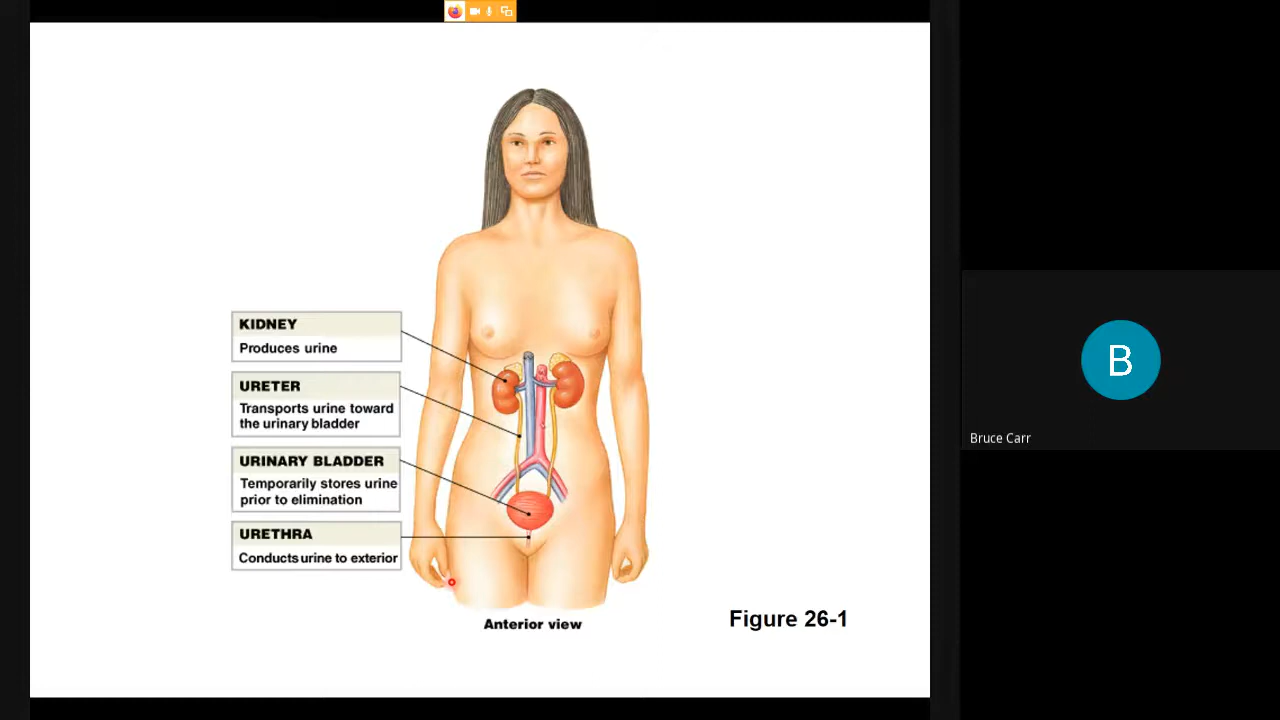 KIDNEY
Produces urine
URETER
Transports urine toward
the urinary bladder
URINARY BLADDER
Temporarily stores urine
prior to elimination
URETHRA
Conducts urine to exterior
Anterior view
Figure 26-1
B
Bruce Carr